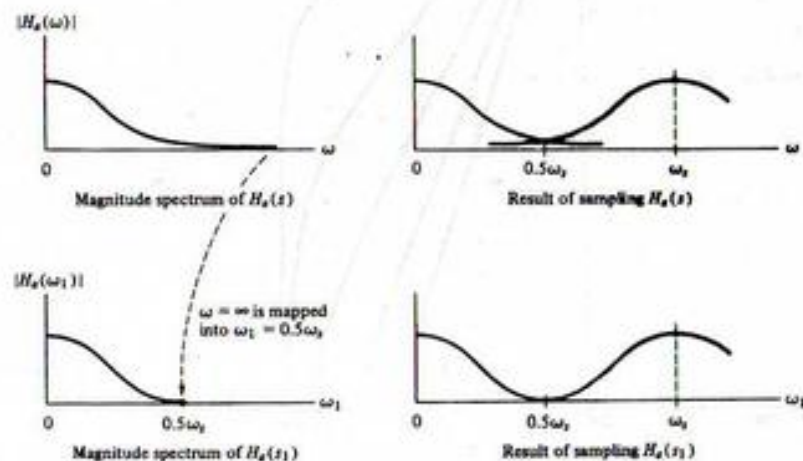 |Hₐ(ω)|
0
ω
Magnitude spectrum of Hₐ(s)
0
0.5ωₛ
ωₛ
ω
Result of sampling Hₐ(s)
|Hₐ(ω₁)|
ω = ∞ is mapped
into ω₁ = 0.5ωₛ
0
0.5ωₛ
ω₁
Magnitude spectrum of Hₐ(s₁)
0
0.5ωₛ
ωₛ
ω₁
Result of sampling Hₐ(s₁)